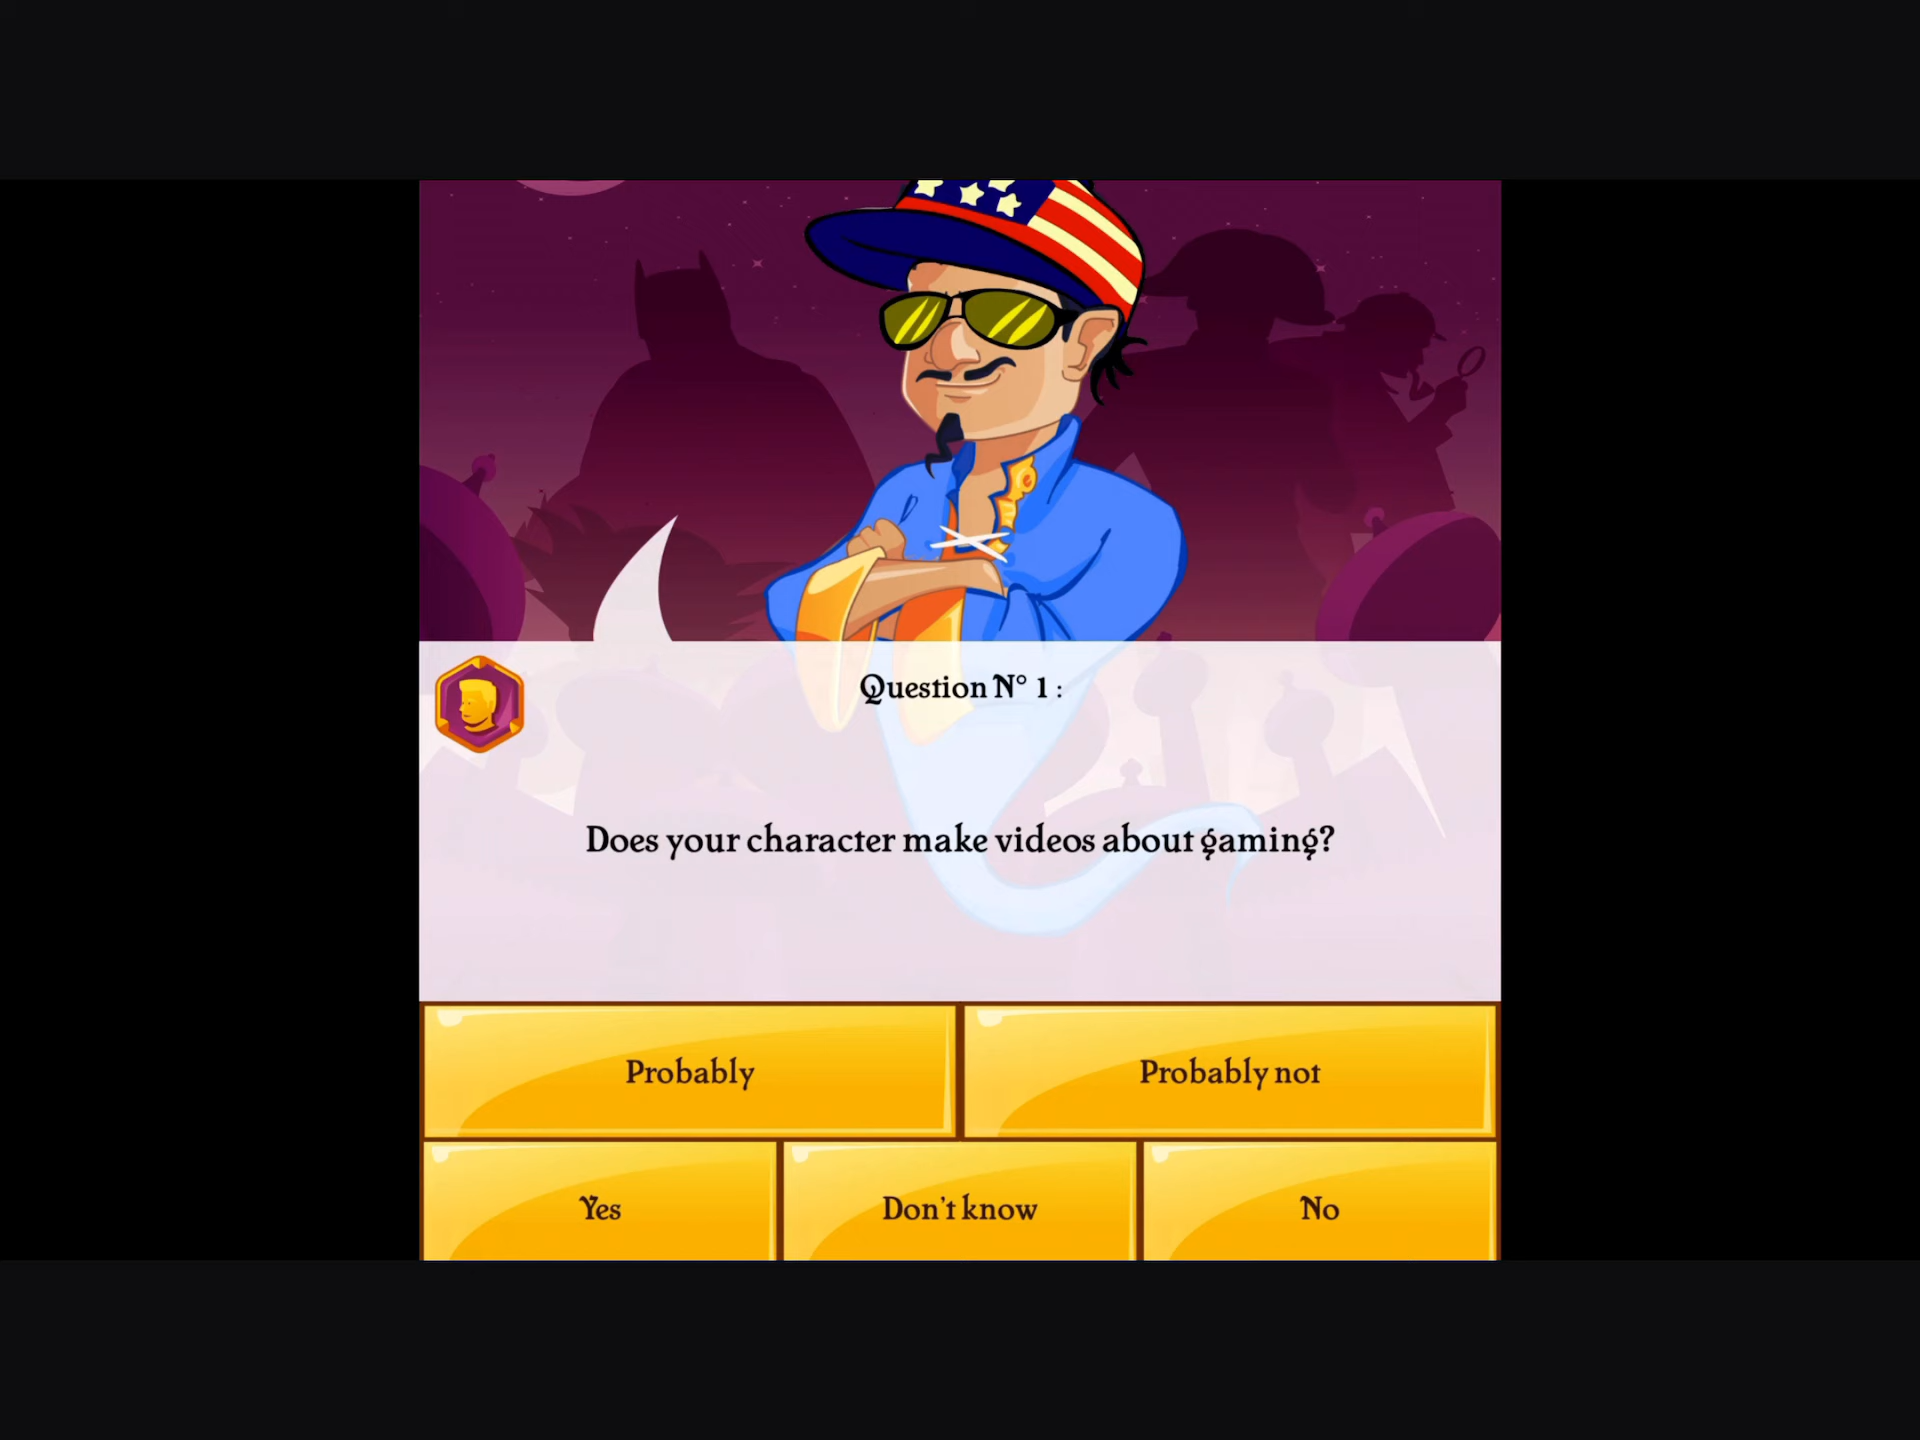 Question N° 1 :
Does your character make videos about gaming?
Probably
Probably not
Yes
Don't know
No